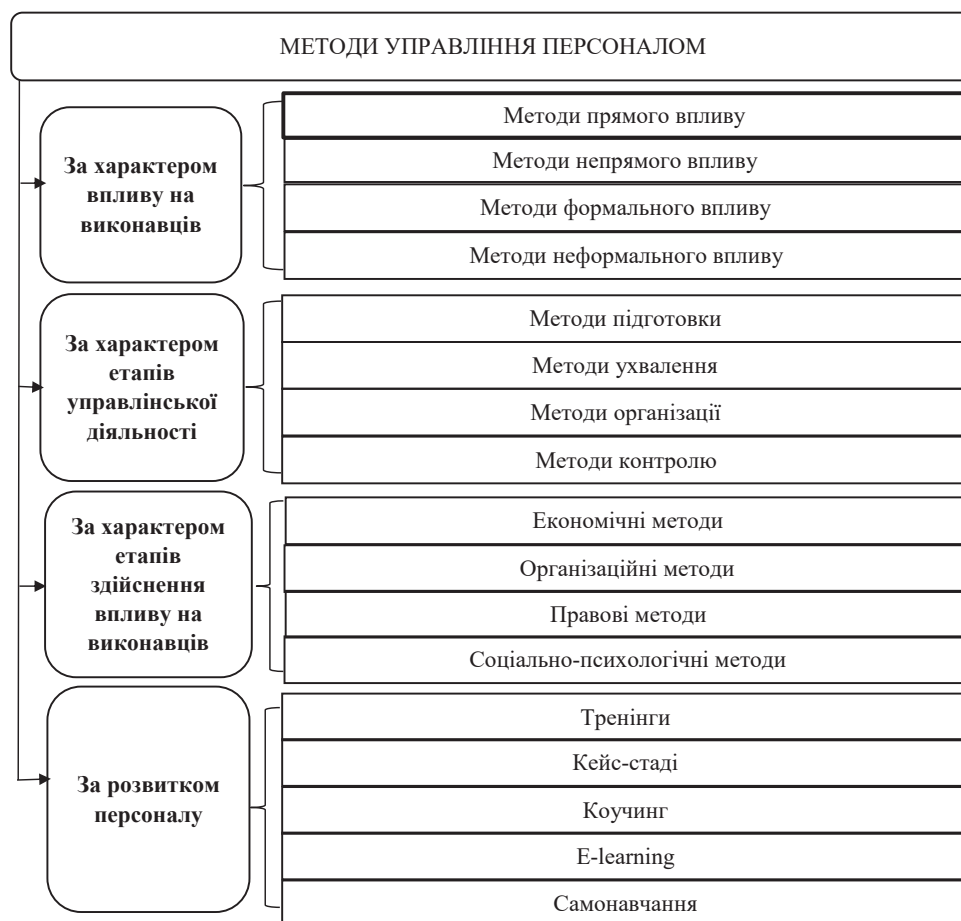 МЕТОДИ УПРАВЛІННЯ ПЕРСОНАЛОМ
За характером
впливу на
виконавців
Методи прямого впливу
Методи непрямого впливу
Методи формального впливу
Методи неформального впливу
За характером
етапів
управлінської
діяльності
Методи підготовки
Методи ухвалення
Методи організації
Методи контролю
За характером
етапів
здійснення
впливу на
виконавців
Економічні методи
Організаційні методи
Правові методи
Соціально-психологічні методи
За розвитком
персоналу
Тренінги
Кейс-стаді
Коучинг
E-learning
Самонавчання